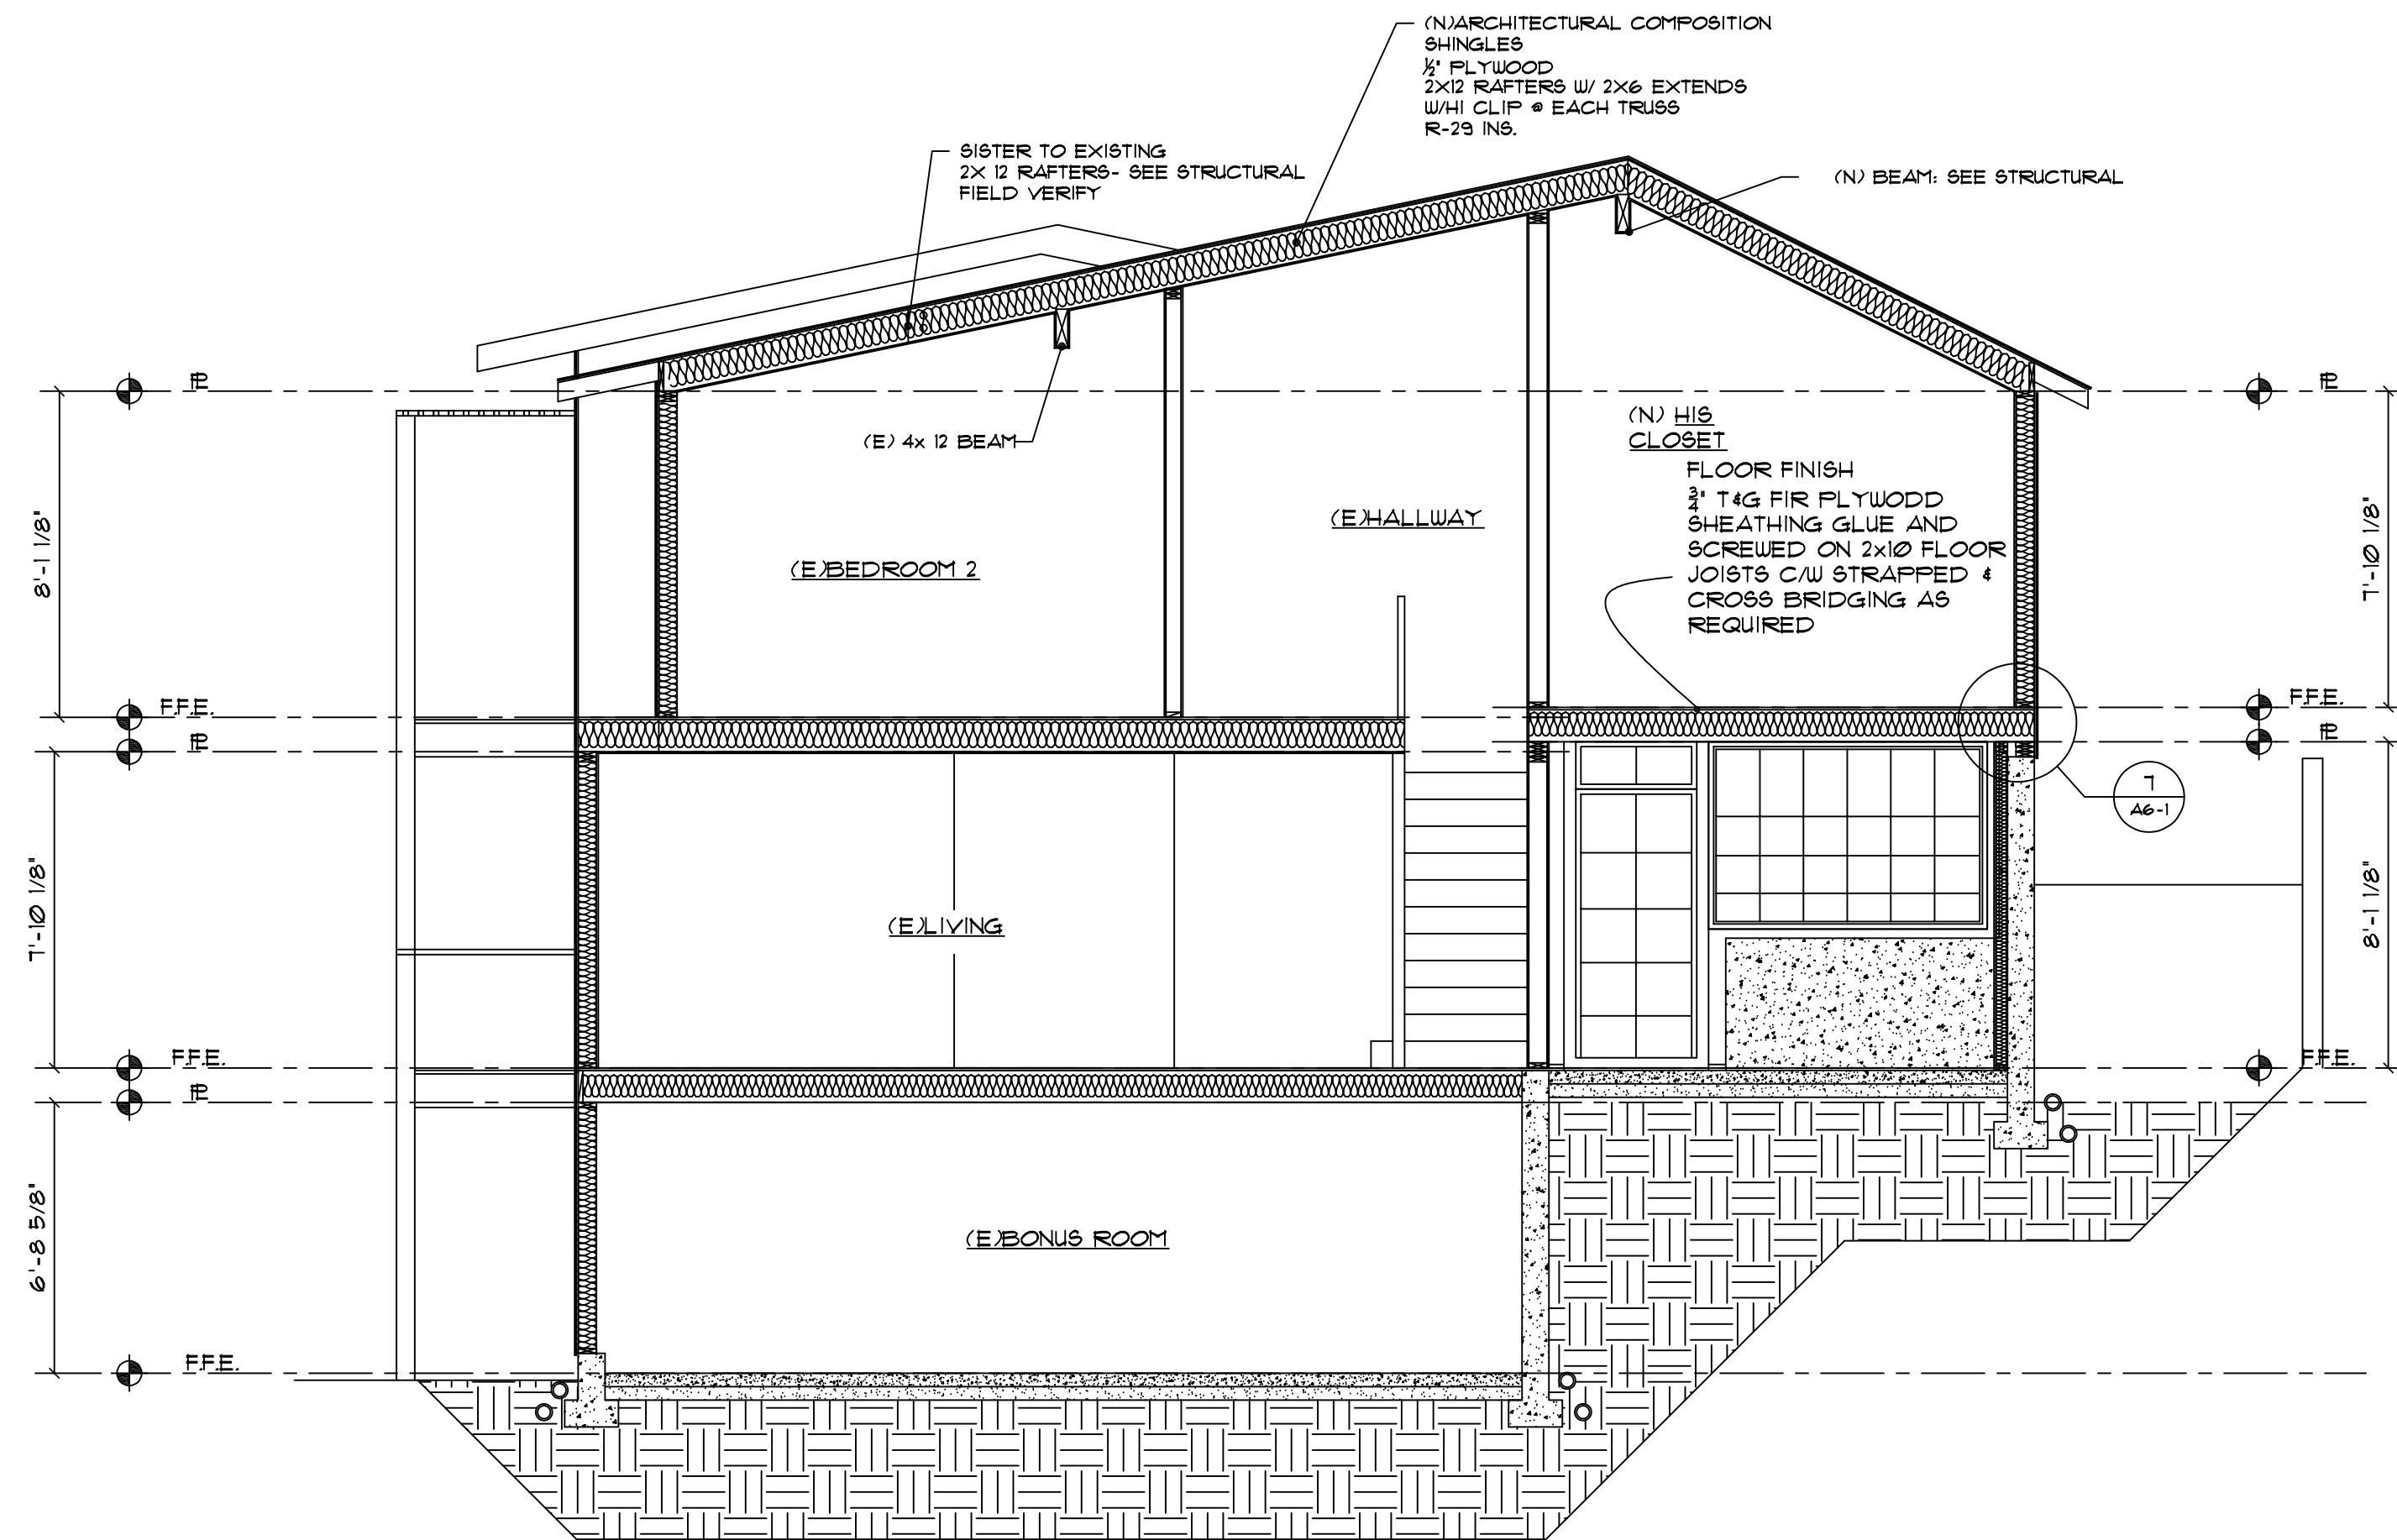 (N)ARCHITECTURAL COMPOSITION
SHINGLES
½" PLYWOOD
2X12 RAFTERS W/ 2X6 EXTENDS
W/H1 CLIP @ EACH TRUSS
R-29 INS.
SISTER TO EXISTING
2X 12 RAFTERS- SEE STRUCTURAL
FIELD VERIFY
(N) BEAM: SEE STRUCTURAL
PL
PL
(E) 4x 12 BEAM
(N) HIS
CLOSET
FLOOR FINISH
3/4" T&G FIR PLYWODD
SHEATHING GLUE AND
SCREWED ON 2x10 FLOOR
JOISTS C/W STRAPPED &
CROSS BRIDGING AS
REQUIRED
8'-1 1/8"
(E)BEDROOM 2
(E)HALLWAY
7'-10 1/8"
F.F.E.
F.F.E.
PL
PL
7
A6-1
7'-10 1/8"
(E)LIVING
8'-1 1/8"
F.F.E.
F.F.E.
PL
6'-8 5/8"
(E)BONUS ROOM
F.F.E.